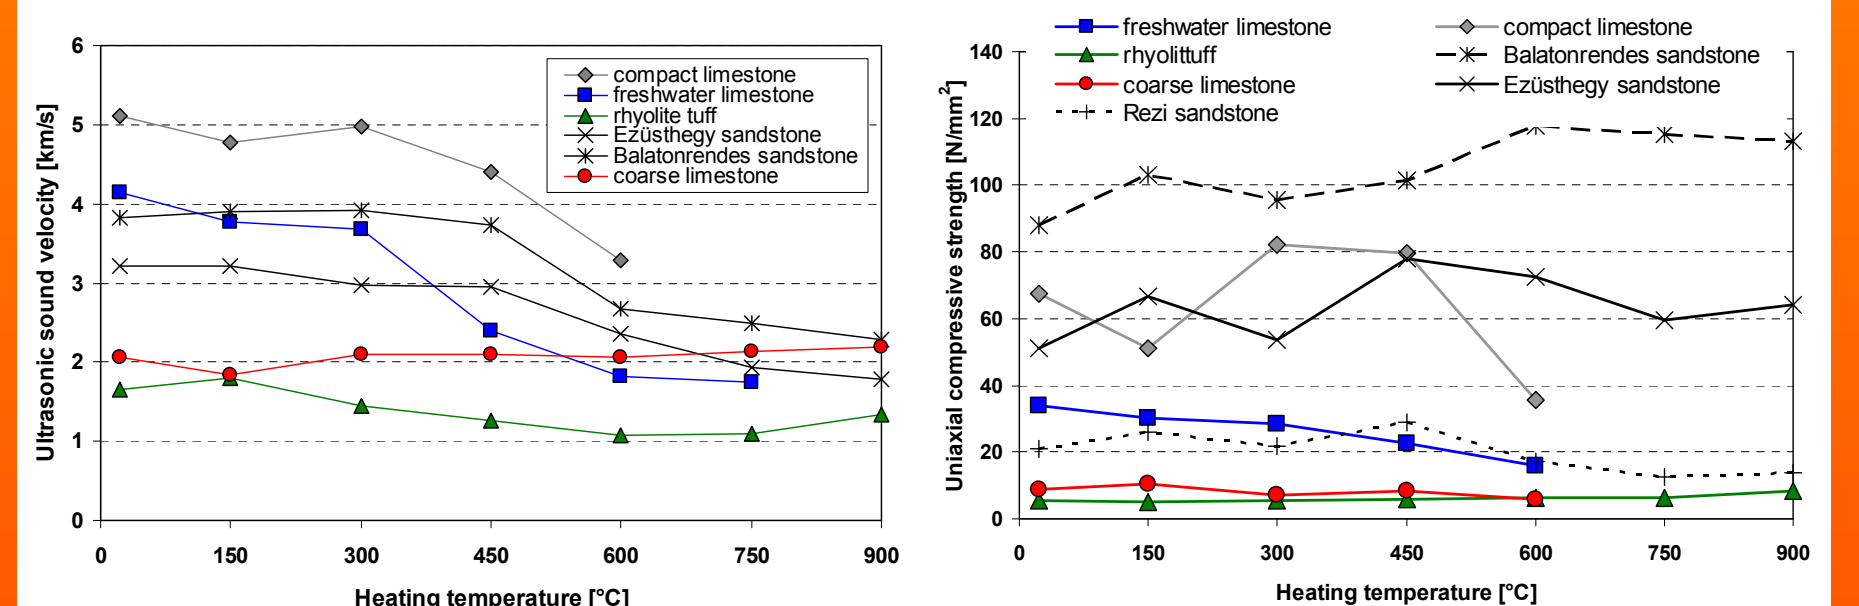 Ultrasonic sound velocity [km/s]
6
5
4
3
2
1
0
compact limestone
freshwater limestone
rhyolite tuff
Ezüsthegy sandstone
Balatonrendes sandstone
coarse limestone
0 150 300 450 600 750 900
Heating temperature [°C]
freshwater limestone
rhyolittuff
coarse limestone
Rezi sandstone
compact limestone
Balatonrendes sandstone
Ezüsthegy sandstone
Uniaxial compressive strength [N/mm²]
140
120
100
80
60
40
20
0
0 150 300 450 600 750 900
Heating temperature [°C]